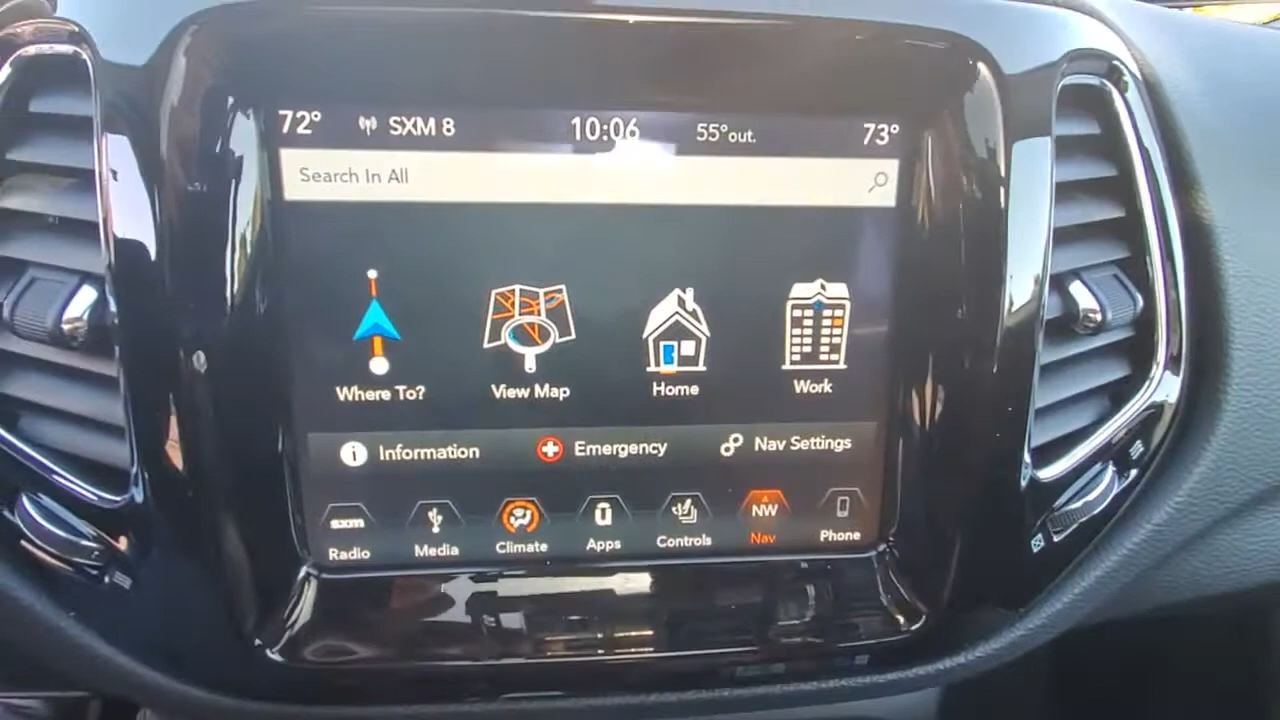 72° SXM 8 10:06 55°out. 73°
Search In All
Where To? View Map Home Work
Information Emergency Nav Settings
sxm NW
Radio Media Climate Apps Controls Nav Phone